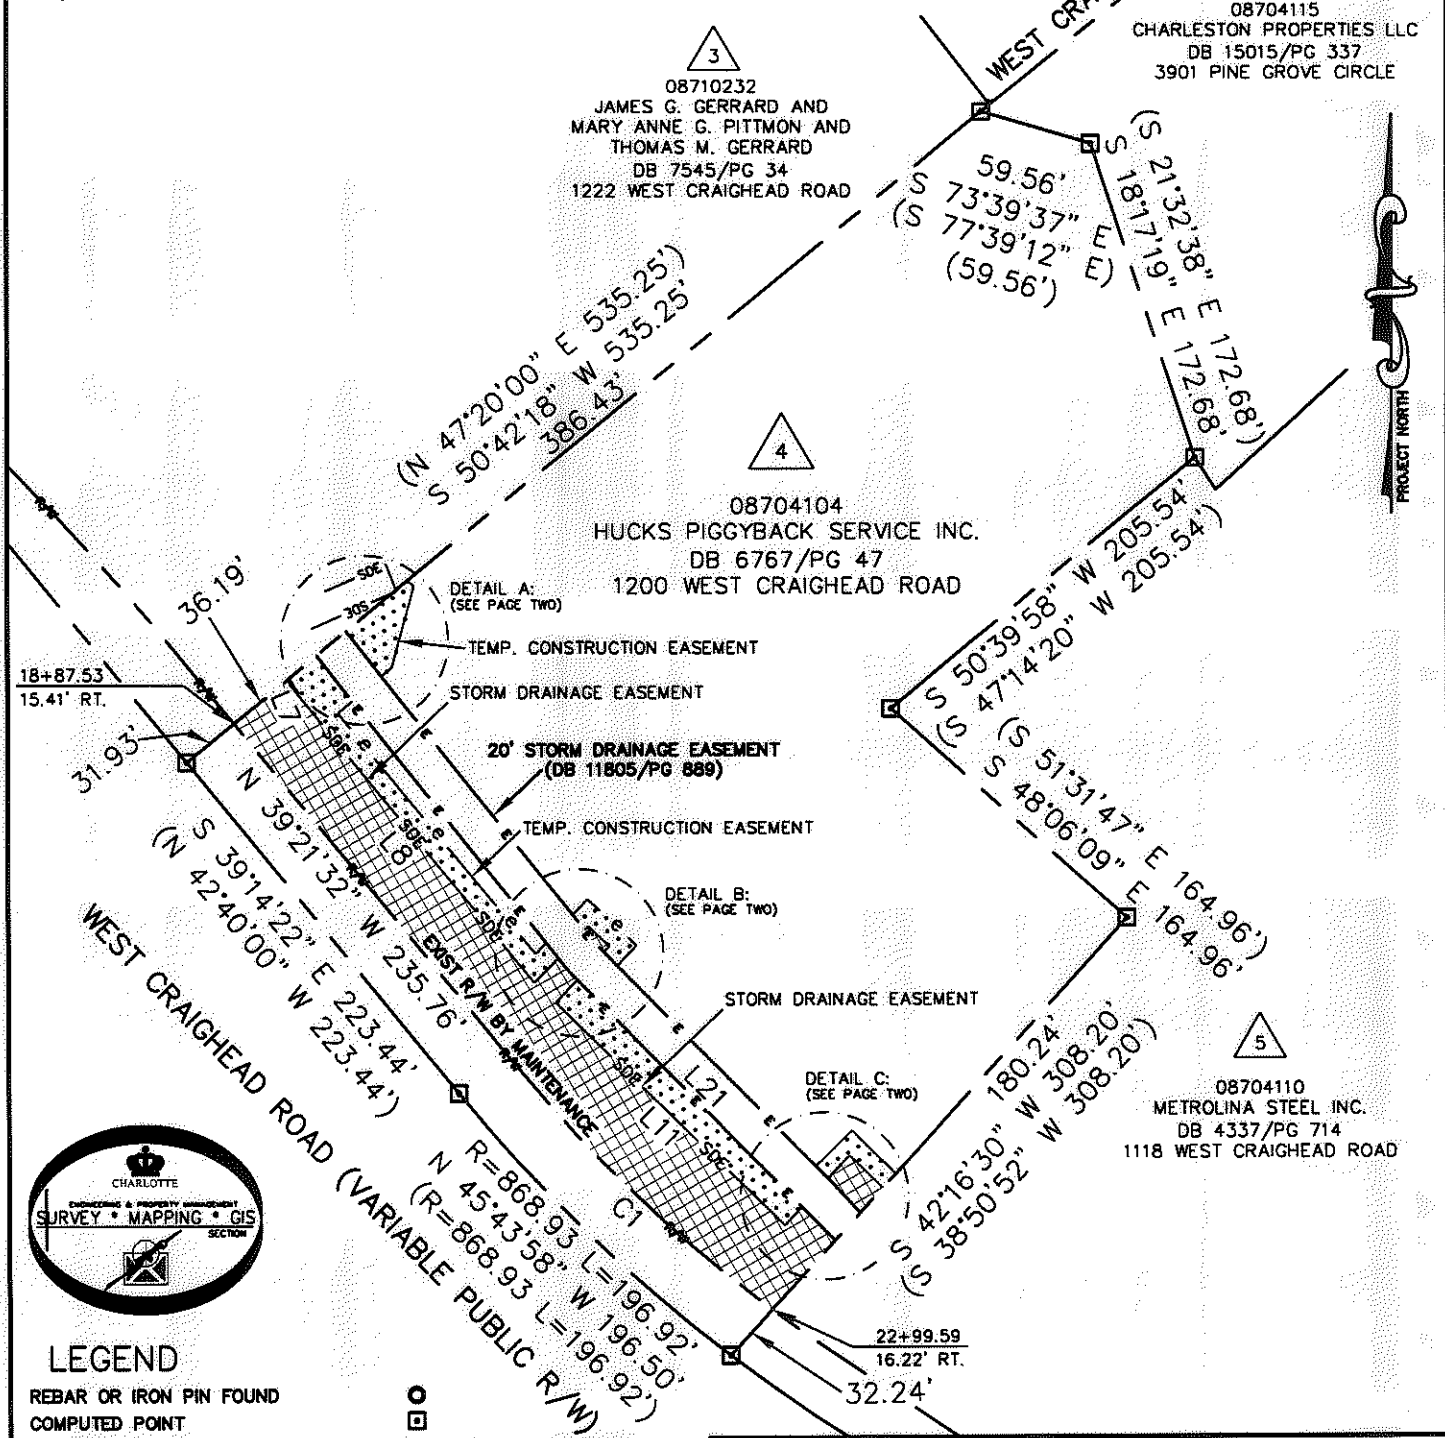 WEST CRA
08704115
CHARLESTON PROPERTIES LLC
DB 15015/PG 337
3901 PINE GROVE CIRCLE
3
08710232
JAMES G. GERRARD AND
MARY ANNE G. PITTMON AND
THOMAS M. GERRARD
DB 7545/PG 34
1222 WEST CRAIGHEAD ROAD
59.56'
S 73°39'37" E
(S 77°39'12" E)
(59.56')
(S 21°32'38" E 172.68')
S 18°17'19" E 172.68'
PROJECT NORTH
(N 47°20'00" E 535.25')
S 50°42'18" W 535.25'
386.43'
4
08704104
HUCKS PIGGYBACK SERVICE INC.
DB 6767/PG 47
1200 WEST CRAIGHEAD ROAD
S 50°39'58" W 205.54'
(S 47°14'20" W 205.54')
(S 51°31'47" E 164.96')
S 48°06'09" E 164.96'
36.19'
SDE
SDE
DETAIL A:
(SEE PAGE TWO)
TEMP. CONSTRUCTION EASEMENT
18+87.53
15.41' RT.
STORM DRAINAGE EASEMENT
L7
31.93'
20' STORM DRAINAGE EASEMENT
(DB 11805/PG 889)
SDE
TEMP. CONSTRUCTION EASEMENT
L8
SDE
N 39°21'32" W 235.76'
S 39°14'22" E 223.44'
(N 42°40'00" W 223.44')
DETAIL B:
(SEE PAGE TWO)
SDE
EXIST R/W BY MAINTENANCE
WEST CRAIGHEAD ROAD (VARIABLE PUBLIC R/W)
STORM DRAINAGE EASEMENT
SDE
L21
L11
SDE
DETAIL C:
(SEE PAGE TWO)
180.24'
S 42°16'30" W 308.20'
(S 38°50'52" W 308.20')
5
08704110
METROLINA STEEL INC.
DB 4337/PG 714
1118 WEST CRAIGHEAD ROAD
C1
R=868.93 L=196.92'
N 45°43'58" W 196.50'
(R=868.93 L=196.92')
22+99.59
16.22' RT.
32.24'
CHARLOTTE
ENGINEERING & PROPERTY MANAGEMENT
SURVEY * MAPPING * GIS
SECTION
LEGEND
REBAR OR IRON PIN FOUND
COMPUTED POINT